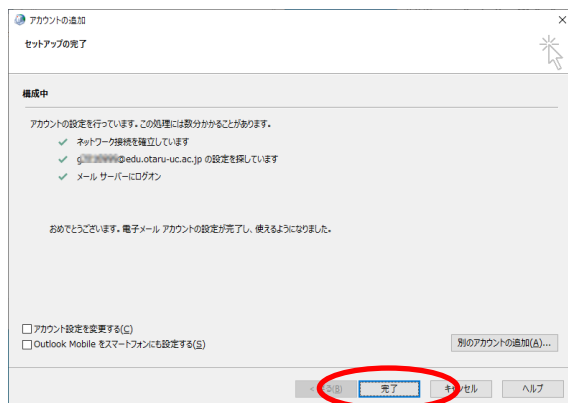 アカウントの追加
セットアップの完了
構成中
アカウントの設定を行っています。この処理には数分かかることがあります。
ネットワーク接続を確立しています
@edu.otaru-uc.ac.jp の設定を探しています
メール サーバーにログオン
おめでとうございます。電子メール アカウントの設定が完了し、使えるようになりました。
アカウント設定を変更する(C)
Outlook Mobile をスマートフォンにも設定する(S)
別のアカウントの追加(A)...
完了
ヘルプ